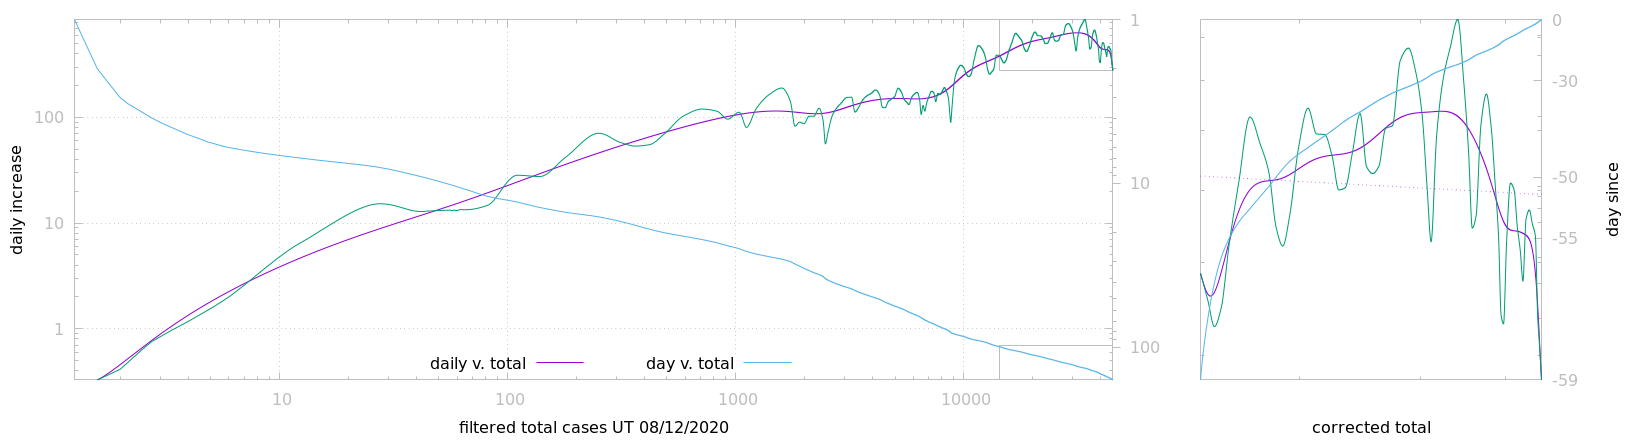 daily increase
100
10
1
daily v. total
day v. total
1
10
100
10
100
1000
10000
filtered total cases UT 08/12/2020
0
-30
-50
-55
-59
day since
corrected total